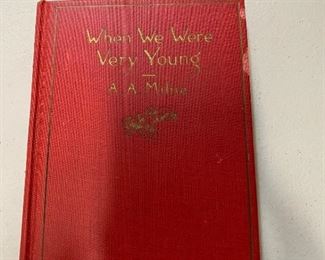 When We Were
Very Young
A. A. Milne